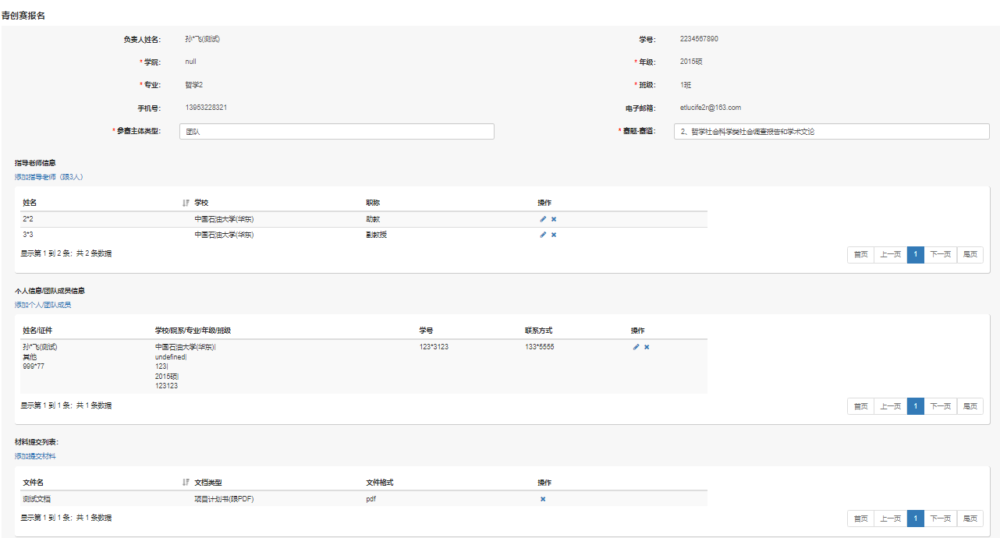 青创赛报名
负责人姓名: 孙*飞(测试) 学号: 2234567890
* 学院: null * 年级: 2015硕
* 专业: 哲学2 * 班级: 1班
手机号: 13953228321 电子邮箱: etlucife2r@163.com
* 参赛主体类型: 团队 * 赛题-赛道: 2、哲学社会科学类社会调查报告和学术文论
指导老师信息
添加指导老师（限3人）
姓名 学校 职称 操作
2*2 中国石油大学(华东) 助教
3*3 中国石油大学(华东) 副教授
显示第 1 到 2 条；共 2 条数据 首页 上一页 1 下一页 尾页
个人信息/团队成员信息
添加个人/团队成员
姓名/证件 学校/院系/专业/年级/班级 学号 联系方式 操作
孙*飞(测试) 中国石油大学(华东)| 123*3123 133*5555
其他 undefined|
999*77 123|
2015硕|
123123
显示第 1 到 1 条；共 1 条数据 首页 上一页 1 下一页 尾页
材料提交列表:
添加提交材料
文件名 文档类型 文件格式 操作
测试文档 项目计划书(限PDF) pdf
显示第 1 到 1 条；共 1 条数据 首页 上一页 1 下一页 尾页